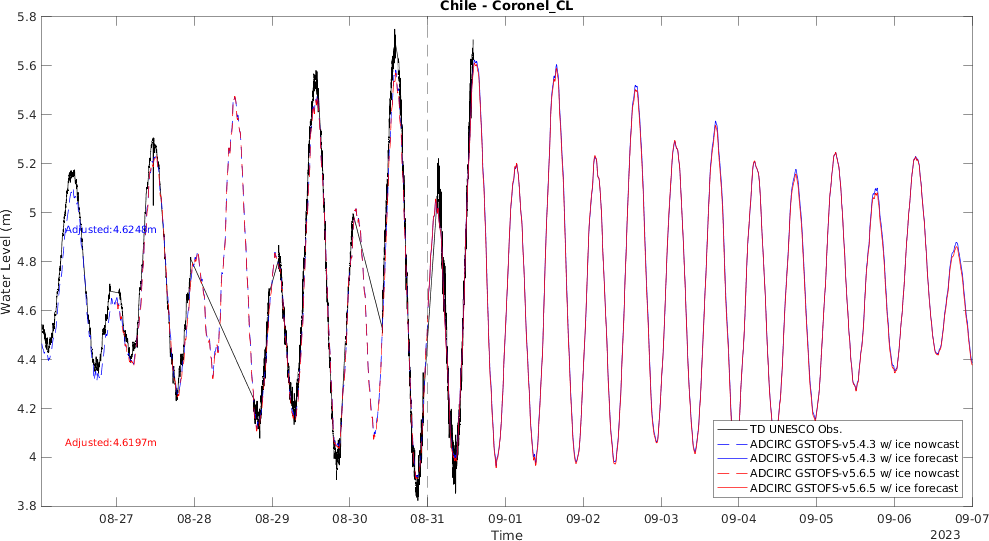 Chile - Coronel_CL
5.8
5.6
5.4
5.2
5
4.8
4.6
4.4
4.2
4
3.8
Water Level (m)
Adjusted:4.6248m
Adjusted:4.6197m
TD UNESCO Obs.
ADCIRC GSTOFS-v5.4.3 w/ ice nowcast
ADCIRC GSTOFS-v5.4.3 w/ ice forecast
ADCIRC GSTOFS-v5.6.5 w/ ice nowcast
ADCIRC GSTOFS-v5.6.5 w/ ice forecast
08-27 08-28 08-29 08-30 08-31 09-01 09-02 09-03 09-04 09-05 09-06 09-07
Time
2023